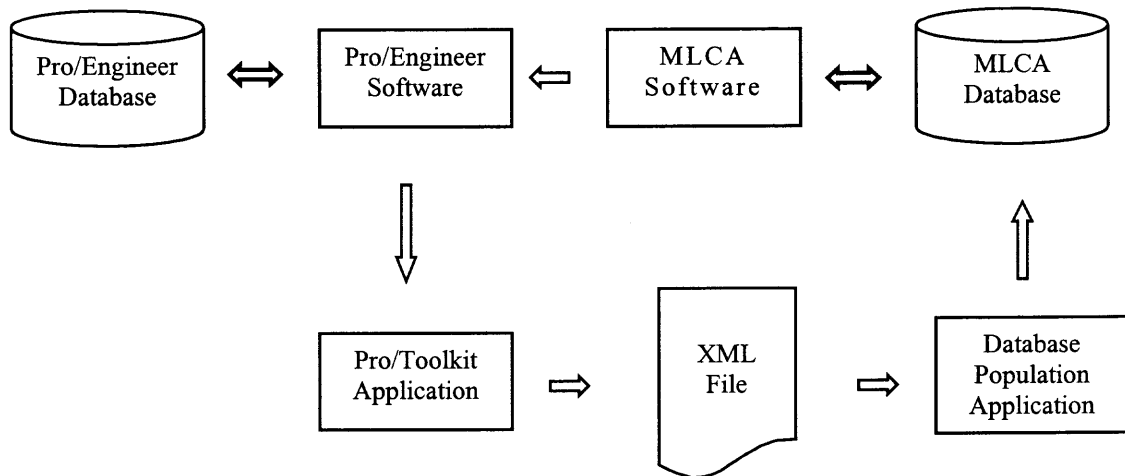 Pro/Engineer
Database
Pro/Engineer
Software
MLCA
Software
MLCA
Database
Pro/Toolkit
Application
XML
File
Database
Population
Application